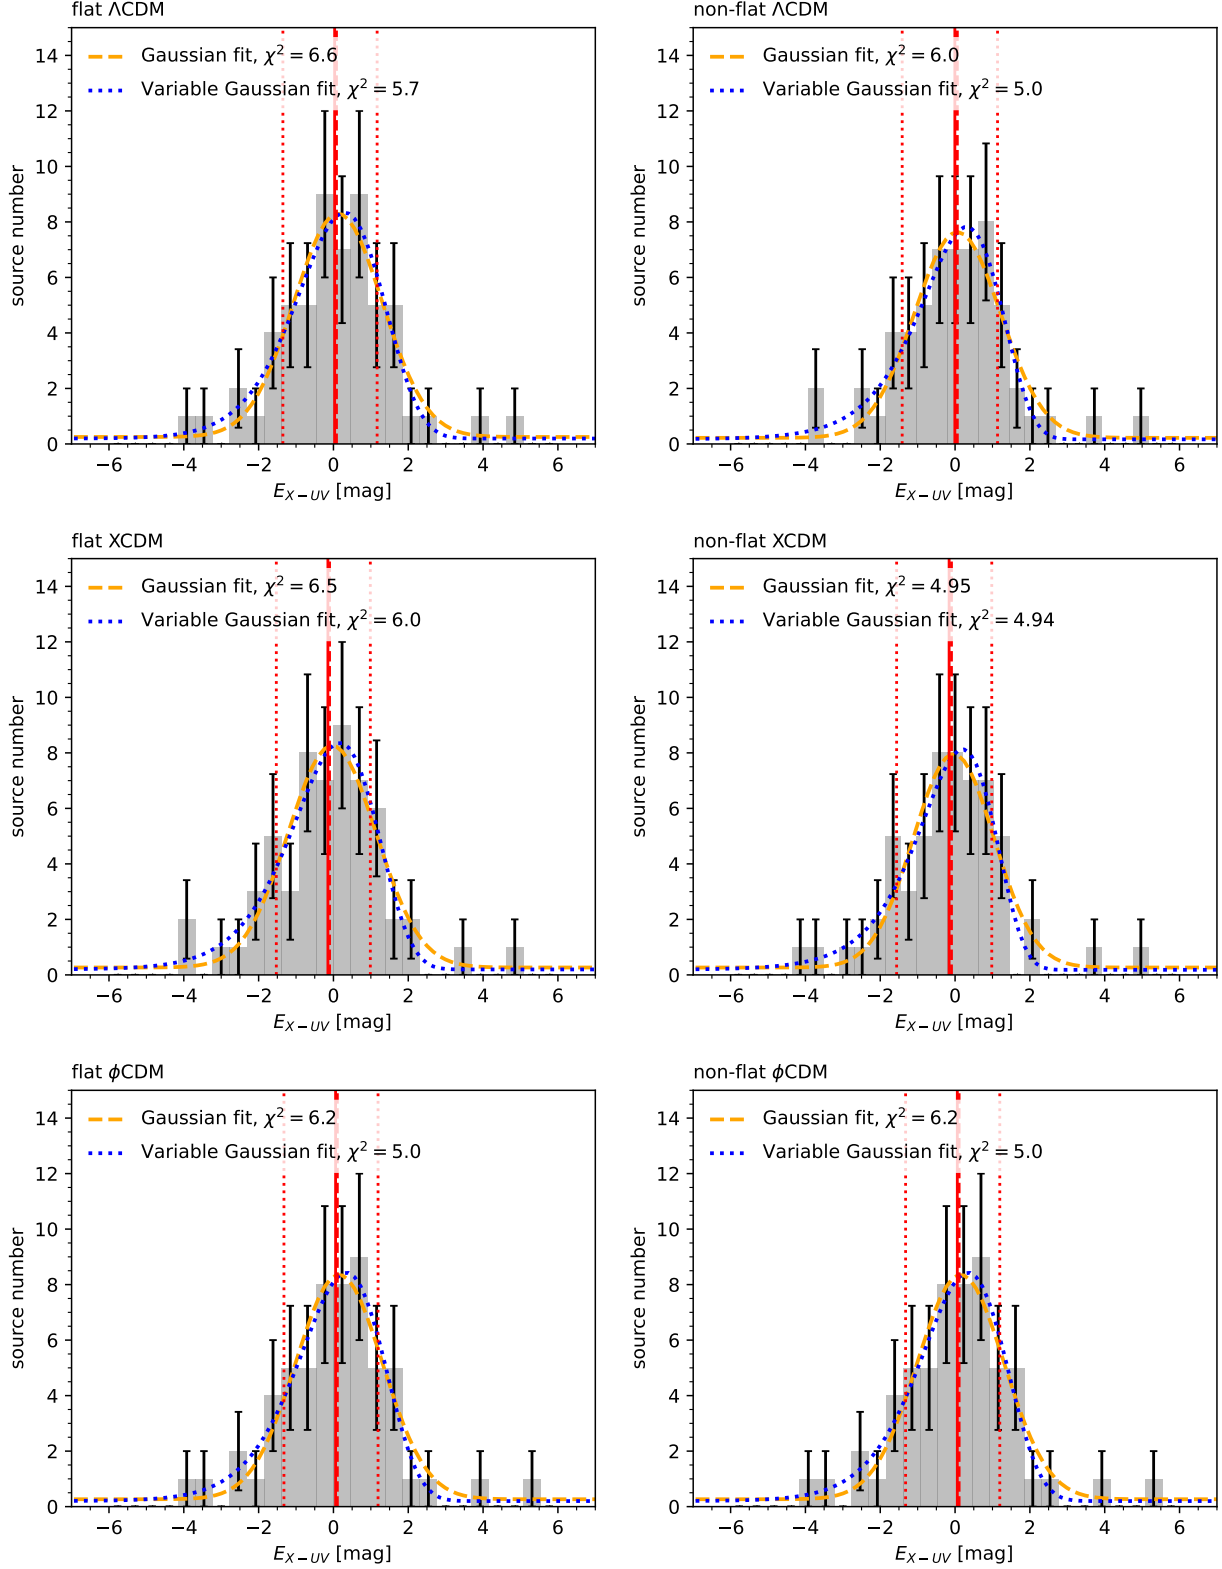 flat ΛCDM
Gaussian fit, χ² = 6.6
Variable Gaussian fit, χ² = 5.7
source number
14
12
10
8
6
4
2
0
−6 −4 −2 0 2 4 6
E_{X−UV} [mag]
non-flat ΛCDM
Gaussian fit, χ² = 6.0
Variable Gaussian fit, χ² = 5.0
source number
14
12
10
8
6
4
2
0
−6 −4 −2 0 2 4 6
E_{X−UV} [mag]
flat XCDM
Gaussian fit, χ² = 6.5
Variable Gaussian fit, χ² = 6.0
source number
14
12
10
8
6
4
2
0
−6 −4 −2 0 2 4 6
E_{X−UV} [mag]
non-flat XCDM
Gaussian fit, χ² = 4.95
Variable Gaussian fit, χ² = 4.94
source number
14
12
10
8
6
4
2
0
−6 −4 −2 0 2 4 6
E_{X−UV} [mag]
flat ϕCDM
Gaussian fit, χ² = 6.2
Variable Gaussian fit, χ² = 5.0
source number
14
12
10
8
6
4
2
0
−6 −4 −2 0 2 4 6
E_{X−UV} [mag]
non-flat ϕCDM
Gaussian fit, χ² = 6.2
Variable Gaussian fit, χ² = 5.0
source number
14
12
10
8
6
4
2
0
−6 −4 −2 0 2 4 6
E_{X−UV} [mag]